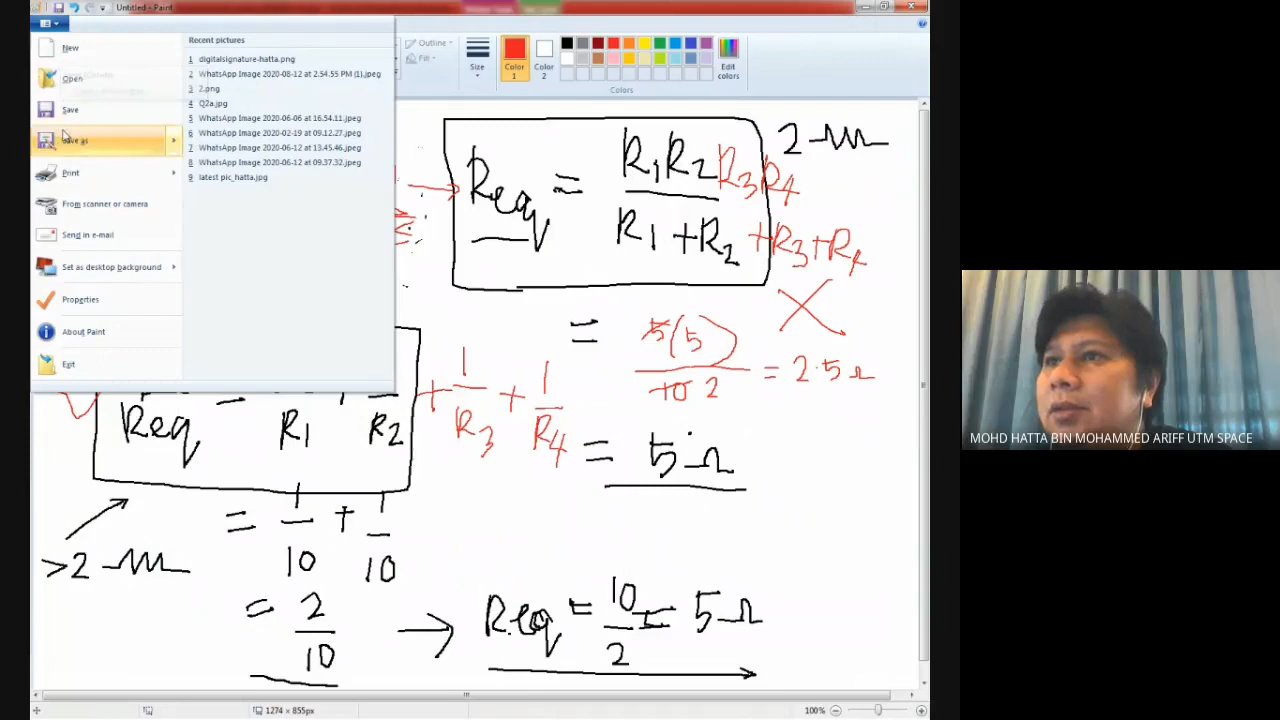 Untitled - Paint
New
Open
Save
Save as
Print
From scanner or camera
Send in e-mail
Set as desktop background
Properties
About Paint
Exit
Recent pictures
1 digitalsignature-hatta.png
2 WhatsApp Image 2020-08-12 at 2.54.55 PM (1).jpeg
3 2.png
4 Q2a.jpg
5 WhatsApp Image 2020-06-06 at 16.54.11.jpeg
6 WhatsApp Image 2020-02-19 at 09.12.27.jpeg
7 WhatsApp Image 2020-06-12 at 13.45.46.jpeg
8 WhatsApp Image 2020-06-12 at 09.37.32.jpeg
9 latest pic_hatta.jpg
Outline
Fill
Size
Color 1
Color 2
Edit colors
Colors
Req = R1R2R3R4
R1+R2+R3+R4
2
= 5(5)
10 2
= 2.5Ω
= 5Ω
Req
R1
R2
+ 1 + 1
R3 R4
>2
= 1 + 1
10 10
= 2
10
→ Req = 10 = 5Ω
2
1274 × 855px
100%
MOHD HATTA BIN MOHAMMED ARIFF UTM SPACE